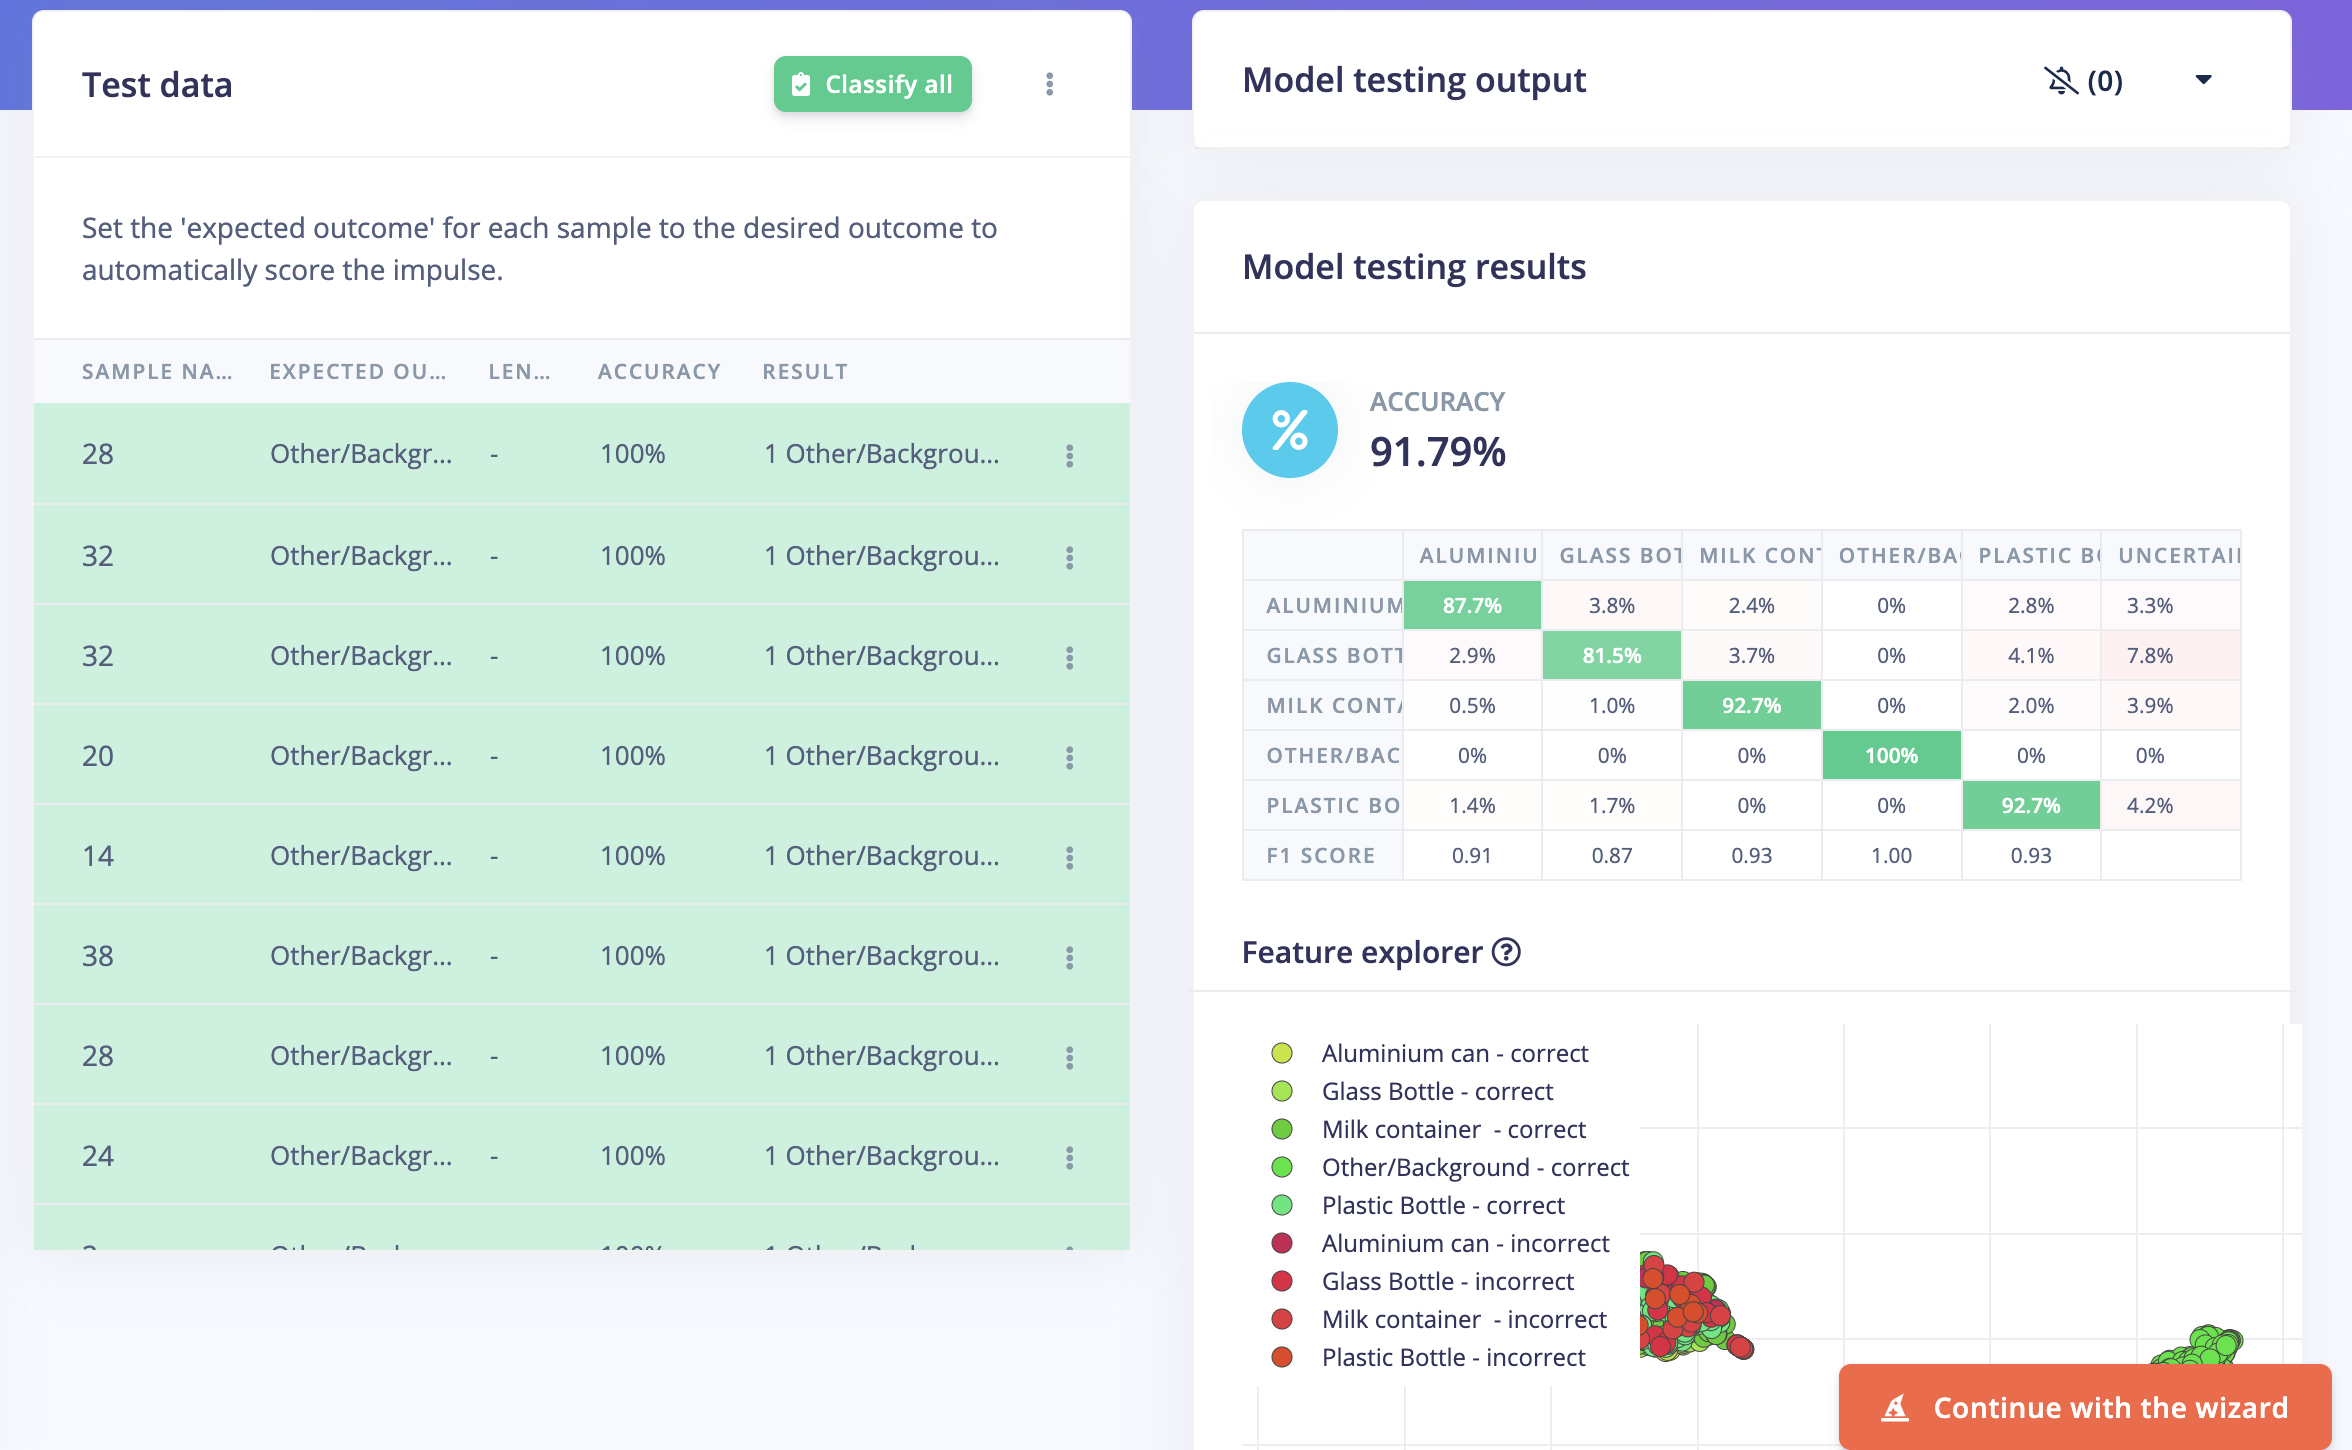 Test data
Classify all
Set the 'expected outcome' for each sample to the desired outcome to
automatically score the impulse.
SAMPLE NA... EXPECTED OU... LEN... ACCURACY RESULT
28 Other/Backgr... - 100% 1 Other/Backgrou...
32 Other/Backgr... - 100% 1 Other/Backgrou...
32 Other/Backgr... - 100% 1 Other/Backgrou...
20 Other/Backgr... - 100% 1 Other/Backgrou...
14 Other/Backgr... - 100% 1 Other/Backgrou...
38 Other/Backgr... - 100% 1 Other/Backgrou...
28 Other/Backgr... - 100% 1 Other/Backgrou...
24 Other/Backgr... - 100% 1 Other/Backgrou...
Model testing output
(0)
Model testing results
%
ACCURACY
91.79%
ALUMINIU GLASS BOT MILK CONT OTHER/BA PLASTIC BO UNCERTAI
ALUMINIUM 87.7% 3.8% 2.4% 0% 2.8% 3.3%
GLASS BOTT 2.9% 81.5% 3.7% 0% 4.1% 7.8%
MILK CONTA 0.5% 1.0% 92.7% 0% 2.0% 3.9%
OTHER/BAC 0% 0% 0% 100% 0% 0%
PLASTIC BO 1.4% 1.7% 0% 0% 92.7% 4.2%
F1 SCORE 0.91 0.87 0.93 1.00 0.93
Feature explorer ?
Aluminium can - correct
Glass Bottle - correct
Milk container - correct
Other/Background - correct
Plastic Bottle - correct
Aluminium can - incorrect
Glass Bottle - incorrect
Milk container - incorrect
Plastic Bottle - incorrect
Continue with the wizard